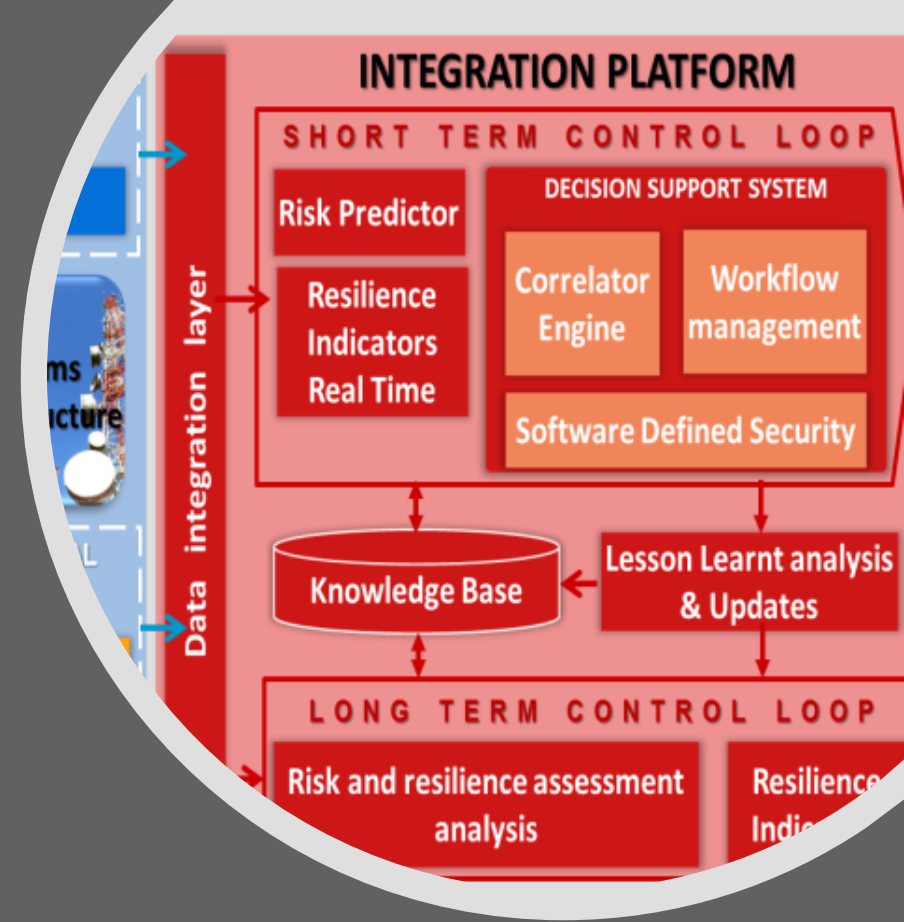 INTEGRATION PLATFORM
SHORT TERM CONTROL LOOP
Data integration layer
Risk Predictor
Resilience
Indicators
Real Time
DECISION SUPPORT SYSTEM
Correlator
Engine
Workflow
management
Software Defined Security
Knowledge Base
Lesson Learnt analysis
& Updates
LONG TERM CONTROL LOOP
Risk and resilience assessment
analysis
Resilience